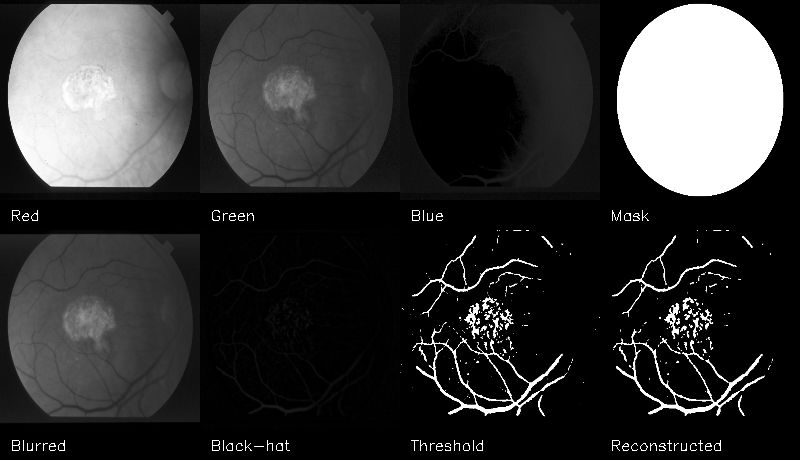 Red
Green
Blue
Mask
Blurred
Black-hat
Threshold
Reconstructed